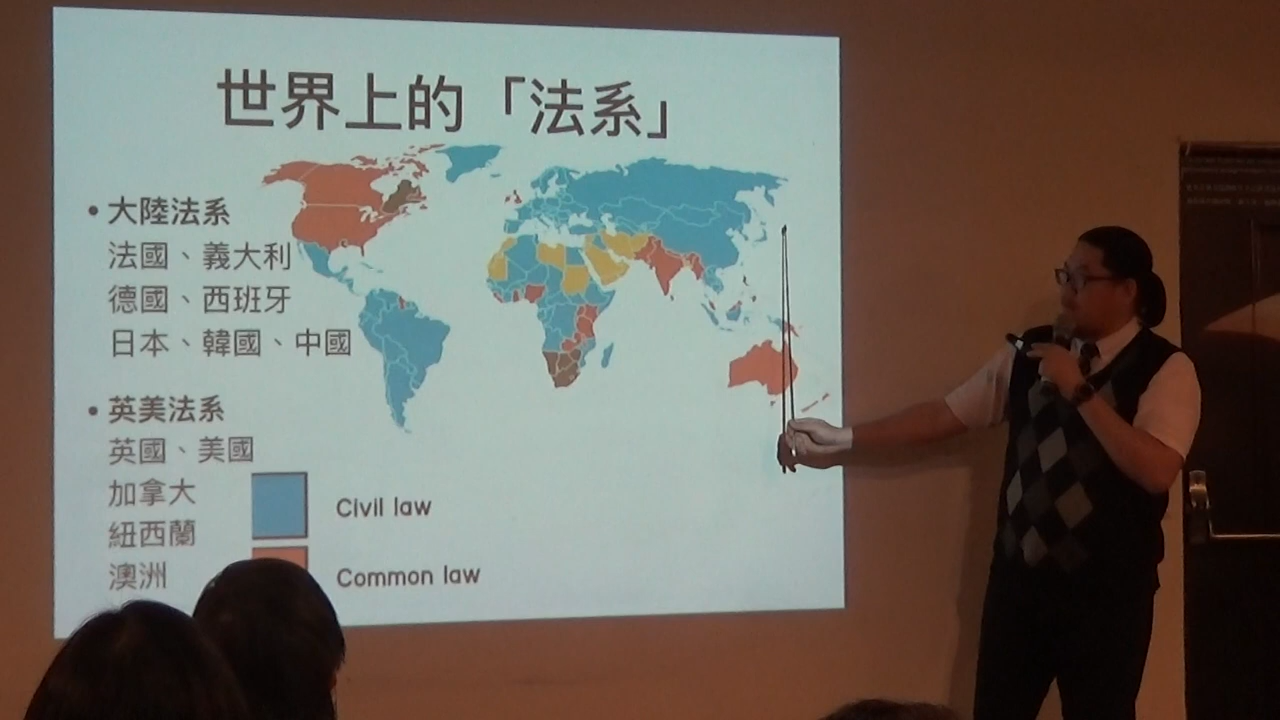 世界上的「法系」
• 大陸法系
法國、義大利
德國、西班牙
日本、韓國、中國
• 英美法系
英國、美國
加拿大
紐西蘭
澳洲
Civil law
Common law